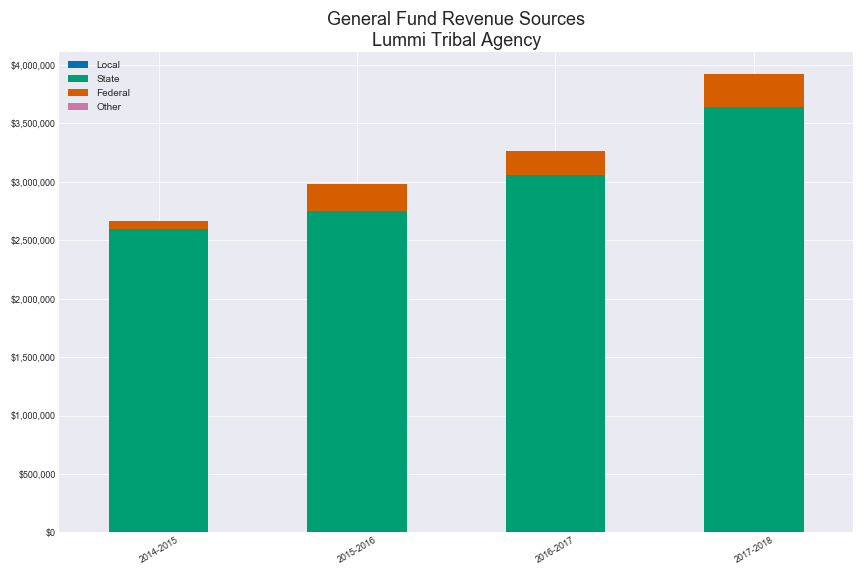 General Fund Revenue Sources
Lummi Tribal Agency
Local
State
Federal
Other
$4,000,000
$3,500,000
$3,000,000
$2,500,000
$2,000,000
$1,500,000
$1,000,000
$500,000
$0
2014-2015
2015-2016
2016-2017
2017-2018